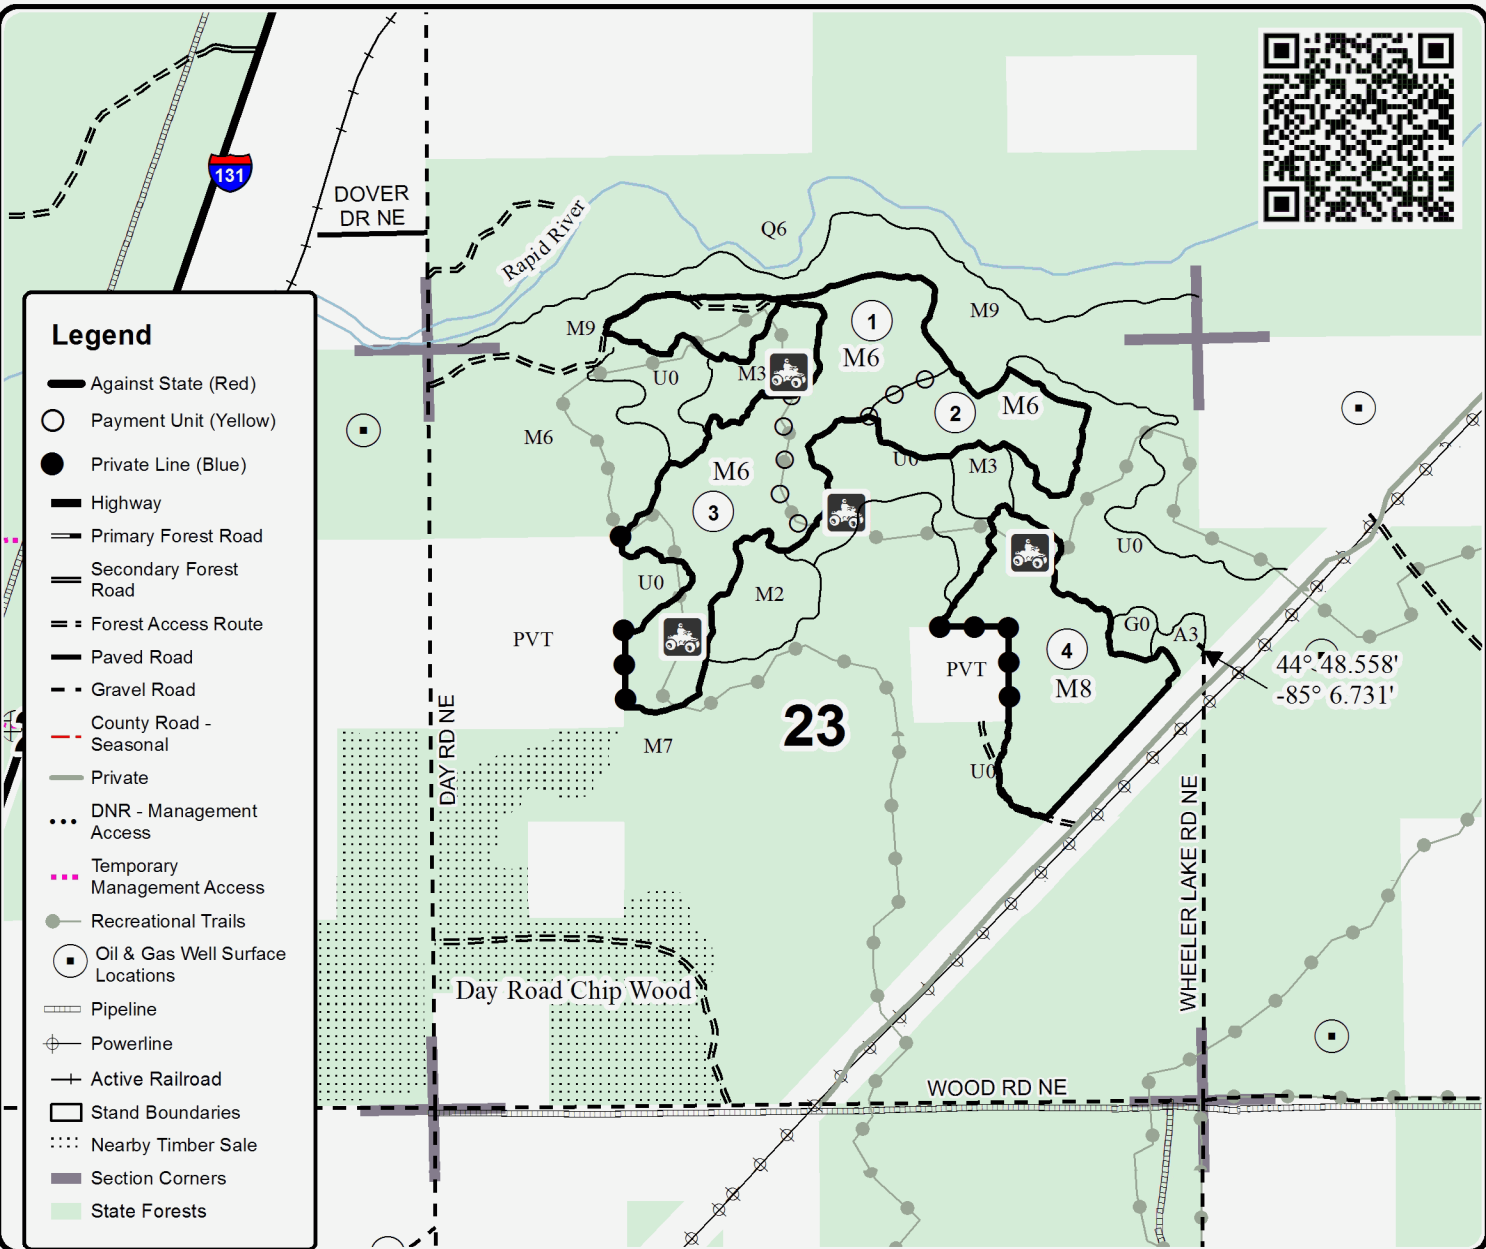 131
DOVER
DR NE
Rapid River
Q6
M9
M9
1
M6
M3
U0
M6
2
M6
U0
M3
M6
3
U0
U0
M2
PVT
PVT
G0
A3
4
M8
44° 48.558'
-85° 6.731'
23
M7
U0
DAY RD NE
WHEELER LAKE RD NE
Day Road Chip Wood
WOOD RD NE
Legend
Against State (Red)
Payment Unit (Yellow)
Private Line (Blue)
Highway
Primary Forest Road
Secondary Forest
Road
Forest Access Route
Paved Road
Gravel Road
County Road -
Seasonal
Private
DNR - Management
Access
Temporary
Management Access
Recreational Trails
Oil & Gas Well Surface
Locations
Pipeline
Powerline
Active Railroad
Stand Boundaries
Nearby Timber Sale
Section Corners
State Forests